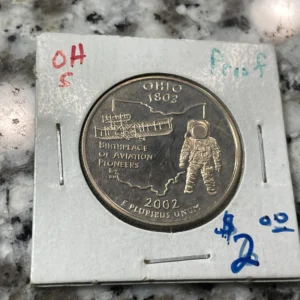 OH
S
Proof
OHIO
1803
BIRTHPLACE
OF AVIATION
PIONEERS
2002
E PLURIBUS UNUM
$2.00